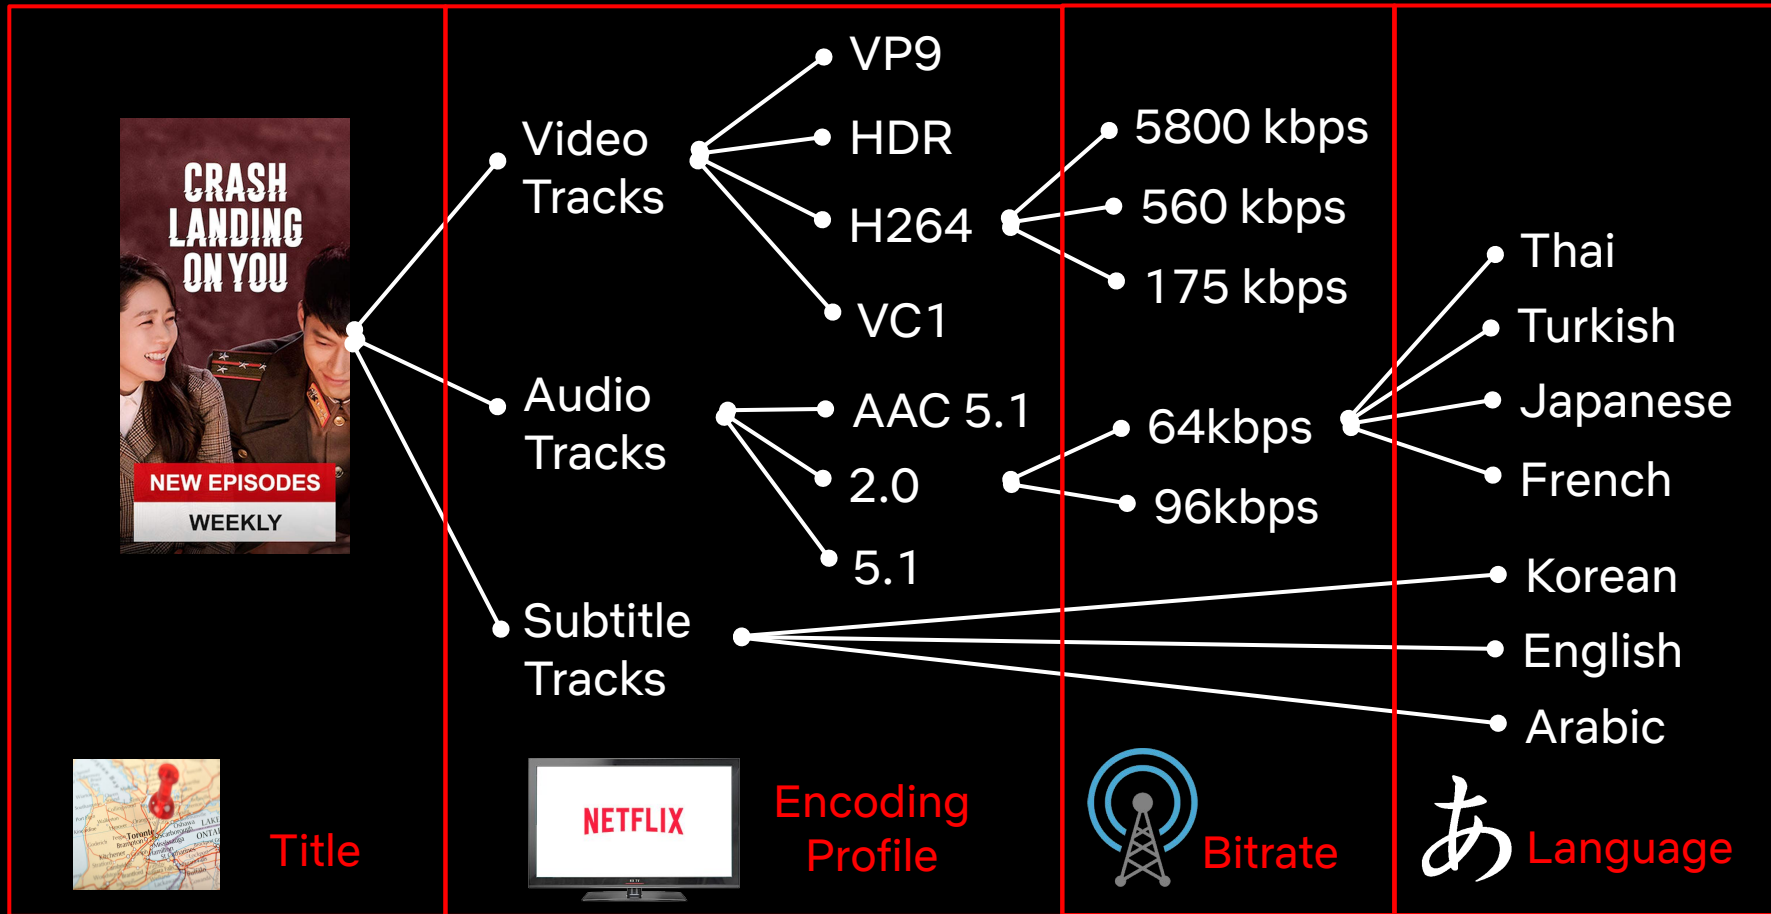 CRASH
LANDING
ON YOU
NEW EPISODES
WEEKLY
Video
Tracks
VP9
HDR
H264
VC1
5800 kbps
560 kbps
175 kbps
Audio
Tracks
AAC 5.1
2.0
5.1
64kbps
96kbps
Thai
Turkish
Japanese
French
Subtitle
Tracks
Korean
English
Arabic
Toronto
Title
NETFLIX
Encoding
Profile
Bitrate
あ
Language